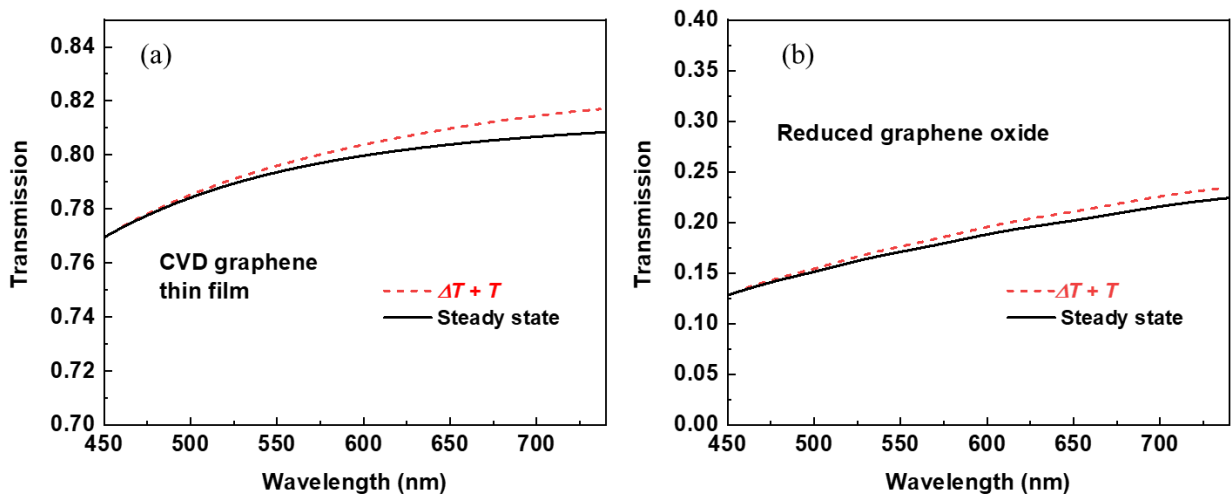 (a)
0.84
0.82
0.80
0.78
0.76
0.74
0.72
0.70
Transmission
CVD graphene
thin film
ΔT + T
Steady state
450 500 550 600 650 700
Wavelength (nm)
(b)
0.40
0.35
0.30
0.25
0.20
0.15
0.10
0.05
0.00
Transmission
Reduced graphene oxide
ΔT + T
Steady state
450 500 550 600 650 700
Wavelength (nm)